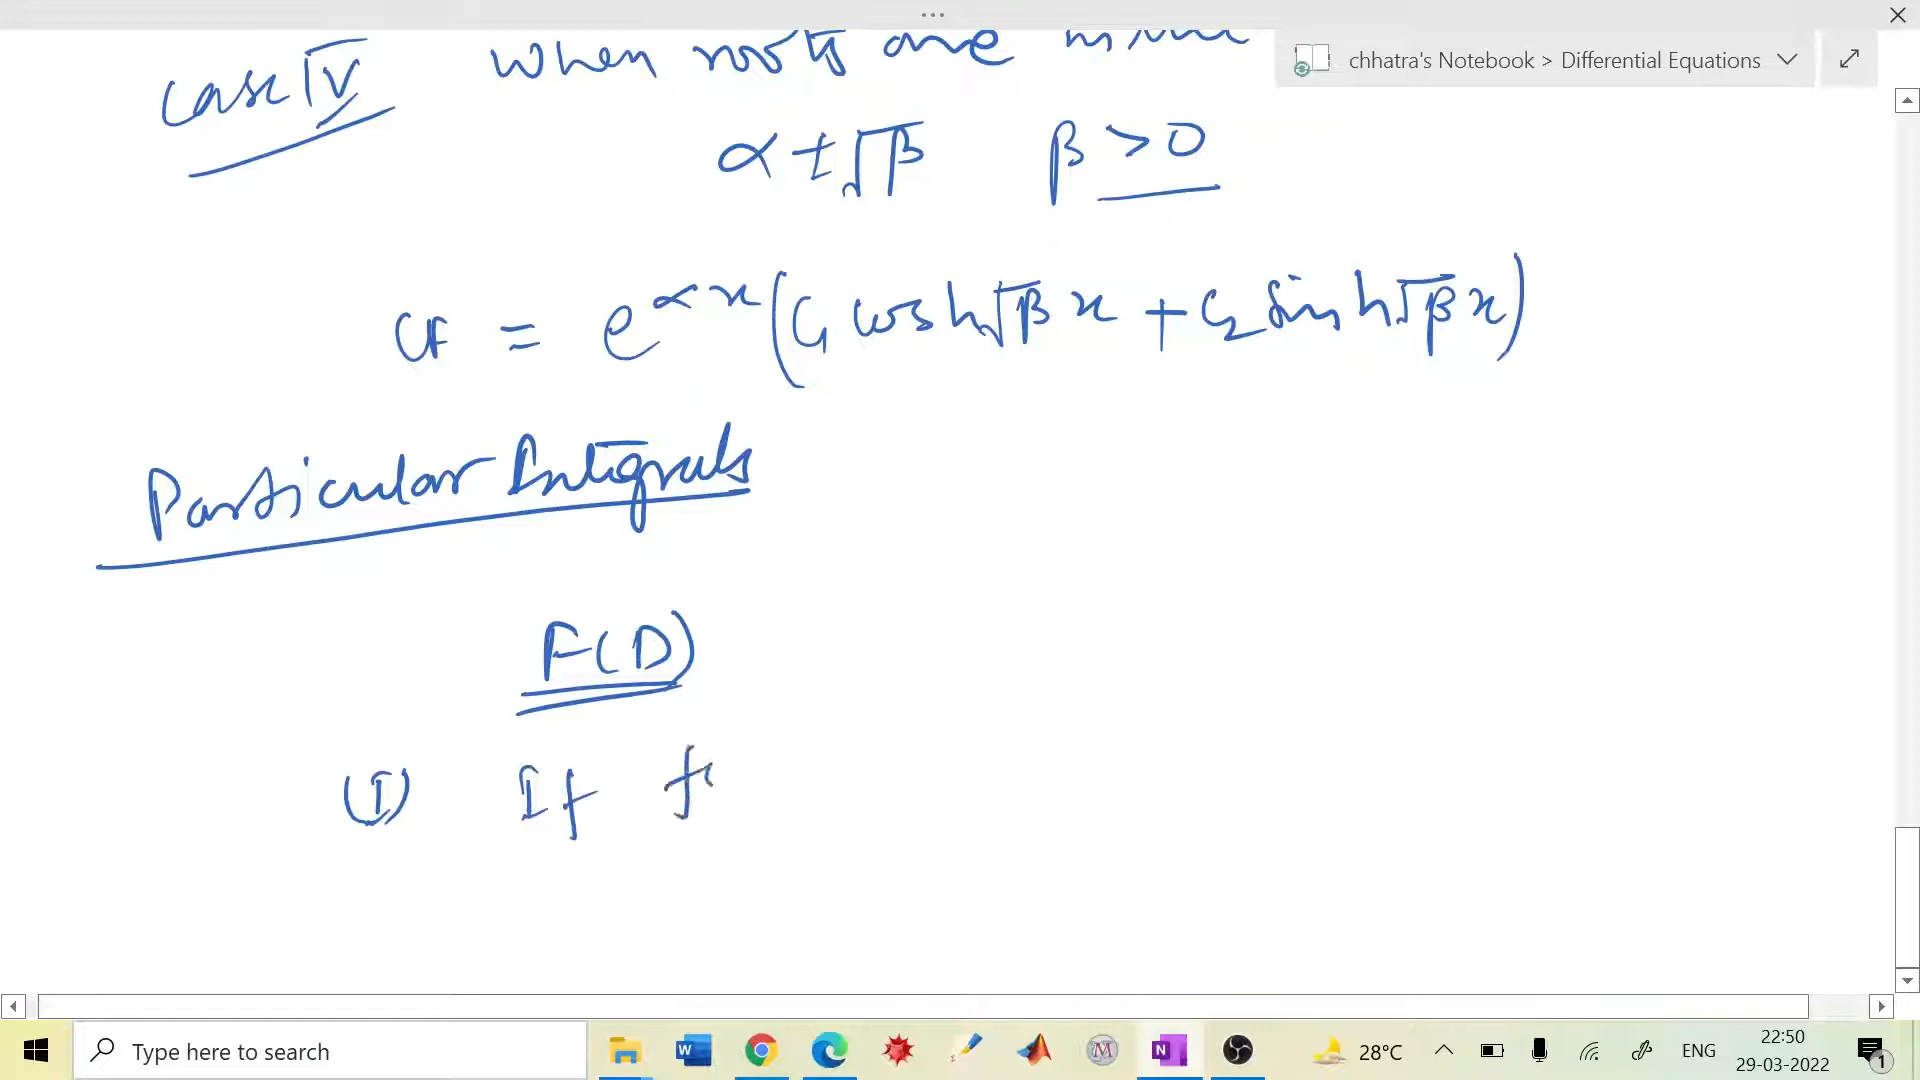 ...
chhatra's Notebook > Differential Equations
Case IV when roots are
α ± √β β > 0
CF = e^αx (C₁ cosh √β x + C₂ sinh √β x)
Particular Integrals
F(D)
(I) If f(
Type here to search
28°C
ENG
22:50
29-03-2022
1